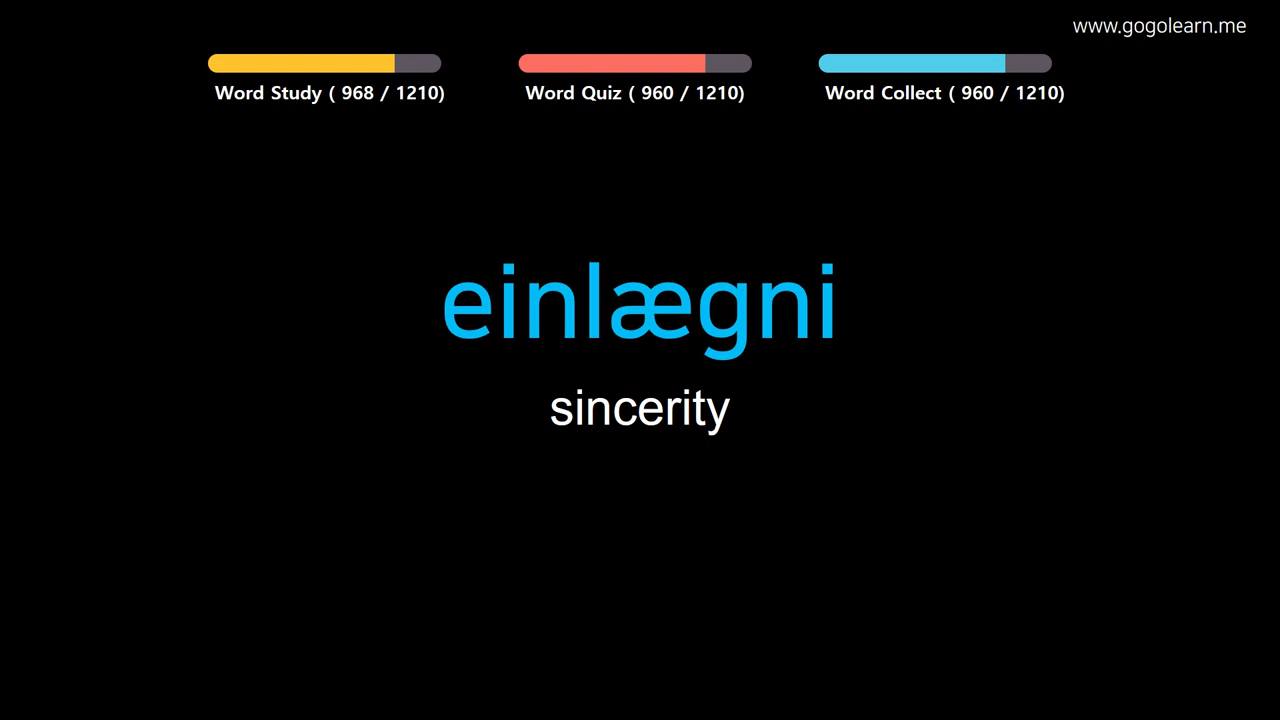 www.gogolearn.me
Word Study ( 968 / 1210)
Word Quiz ( 960 / 1210)
Word Collect ( 960 / 1210)
einlægni
sincerity